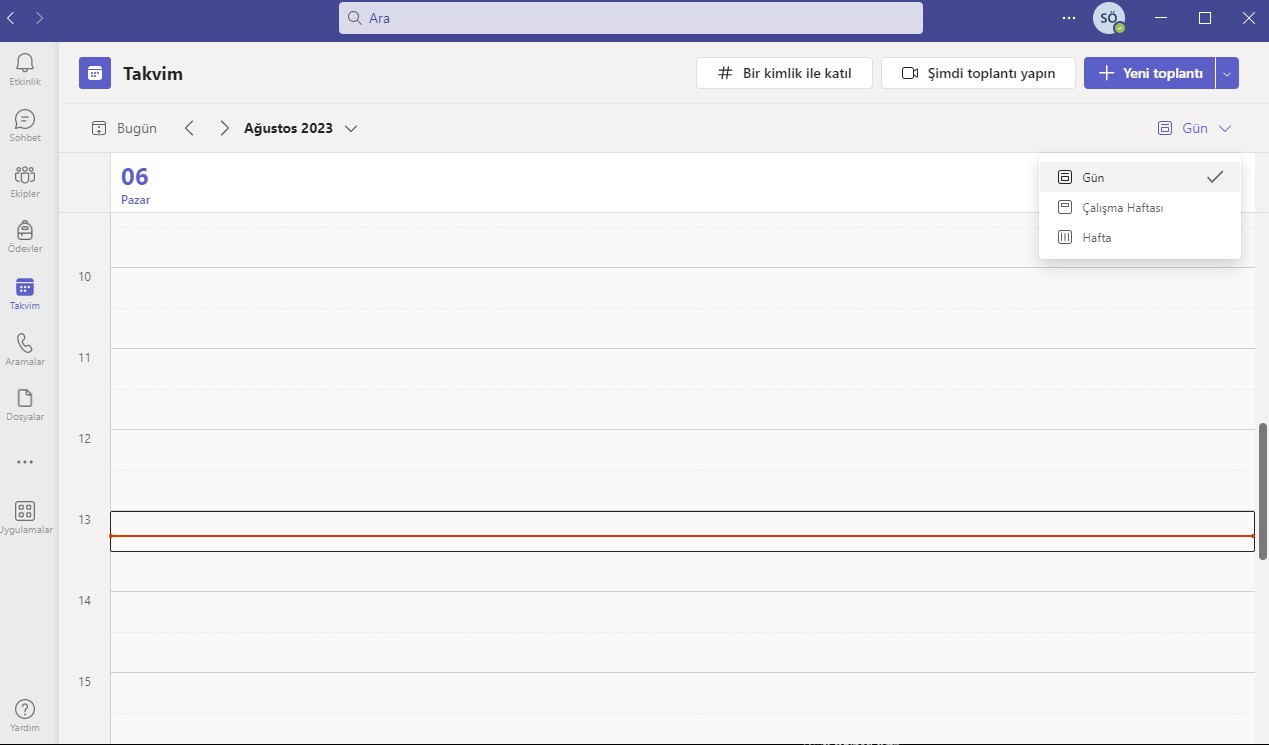 Ara
SÖ
Etkinlik
Sohbet
Ekipler
Ödevler
Takvim
Aramalar
Dosyalar
Uygulamalar
Yardım
Takvim
Bir kimlik ile katıl
Şimdi toplantı yapın
Yeni toplantı
Bugün
Ağustos 2023
Gün
Gün
Çalışma Haftası
Hafta
06
Pazar
10
11
12
13
14
15